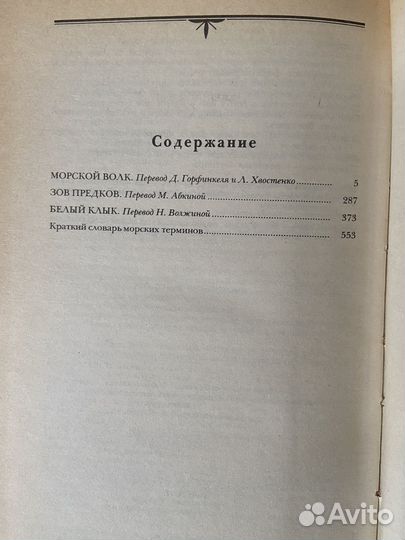 Содержание
МОРСКОЙ ВОЛК. Перевод Д. Горфинкеля и Л. Хвостенко .............. 5
ЗОВ ПРЕДКОВ. Перевод М. Абкиной .............. 287
БЕЛЫЙ КЛЫК. Перевод Н. Волжиной .............. 373
Краткий словарь морских терминов .............. 553
Avito